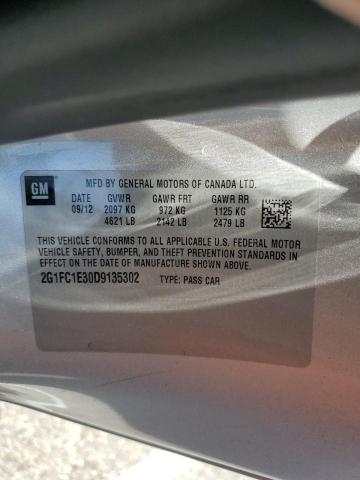 GM
MFD BY GENERAL MOTORS OF CANADA LTD.
DATE GVWR GAWR FRT GAWR RR
09/12 2097 KG 972 KG 1125 KG
4621 LB 2142 LB 2479 LB
THIS VEHICLE CONFORMS TO ALL APPLICABLE U.S. FEDERAL MOTOR
VEHICLE SAFETY, BUMPER, AND THEFT PREVENTION STANDARDS IN
EFFECT ON THE DATE OF MANUFACTURE SHOWN ABOVE.
2G1FC1E30D9135302 TYPE: PASS CAR